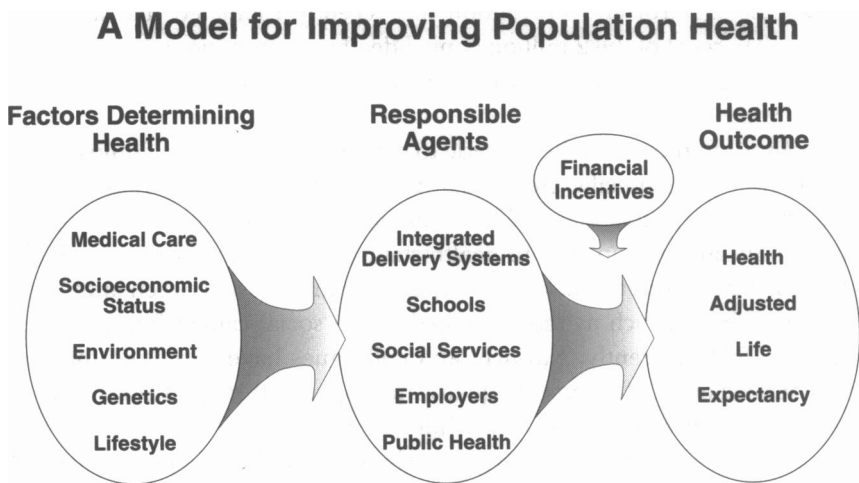 A Model for Improving Population Health
Factors Determining
Health
Medical Care
Socioeconomic
Status
Environment
Genetics
Lifestyle
Responsible
Agents
Integrated
Delivery Systems
Schools
Social Services
Employers
Public Health
Financial
Incentives
Health
Outcome
Health
Adjusted
Life
Expectancy